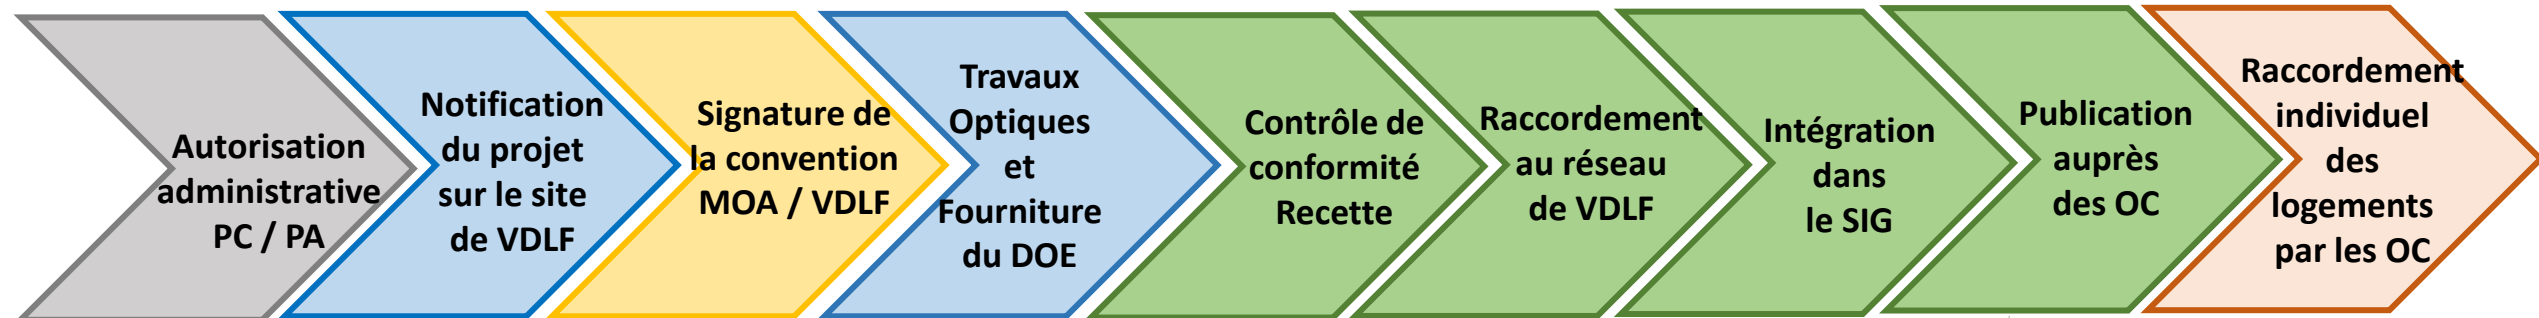 Autorisation
administrative
PC / PA
Notification
du projet
sur le site
de VDLF
Signature de
la convention
MOA / VDLF
Travaux
Optiques
et
Fourniture
du DOE
Contrôle de
conformité
Recette
Raccordement
au réseau
de VDLF
Intégration
dans
le SIG
Publication
auprès
des OC
Raccordement
individuel
des
logements
par les OC